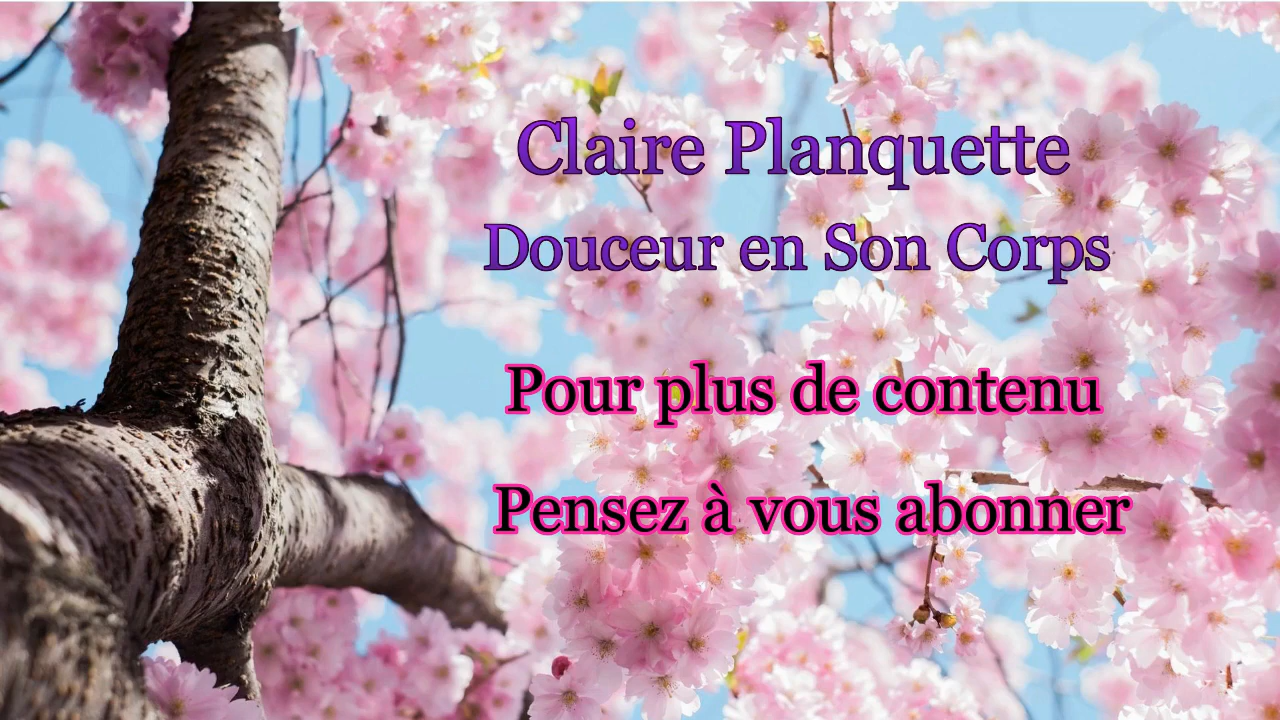 Claire Planquette
Douceur en Son Corps
Pour plus de contenu
Pensez à vous abonner